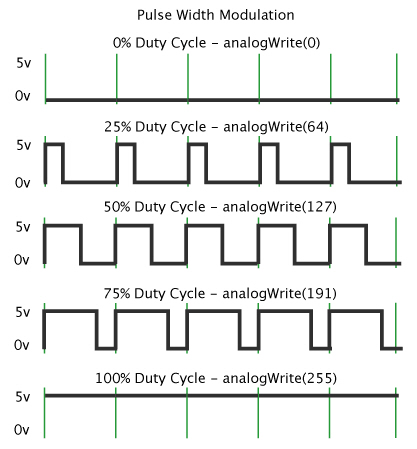 Pulse Width Modulation
0% Duty Cycle – analogWrite(0)
5v
0v
25% Duty Cycle – analogWrite(64)
5v
0v
50% Duty Cycle – analogWrite(127)
5v
0v
75% Duty Cycle – analogWrite(191)
5v
0v
100% Duty Cycle – analogWrite(255)
5v
0v